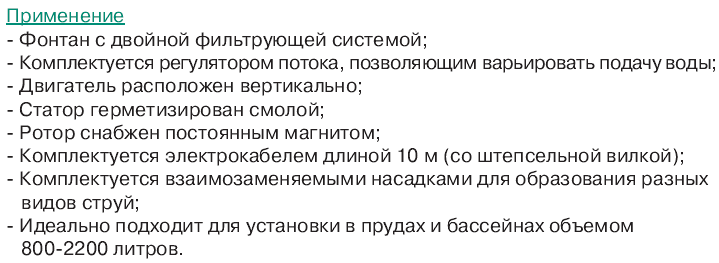 Применение
- Фонтан с двойной фильтрующей системой;
- Комплектуется регулятором потока, позволяющим варьировать подачу воды;
- Двигатель расположен вертикально;
- Статор герметизирован смолой;
- Ротор снабжен постоянным магнитом;
- Комплектуется электрокабелем длиной 10 м (со штепсельной вилкой);
- Комплектуется взаимозаменяемыми насадками для образования разных
видов струй;
- Идеально подходит для установки в прудах и бассейнах объемом
800-2200 литров.